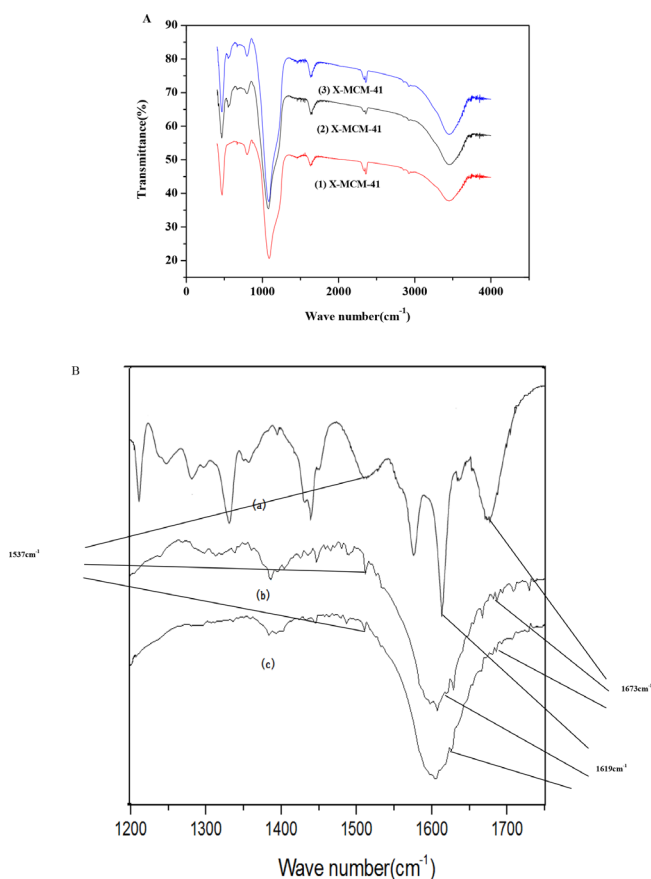 A
90
80
70
60
50
40
30
20
Transmittance(%)
(3) X-MCM-41
(2) X-MCM-41
(1) X-MCM-41
0 1000 2000 3000 4000
Wave number(cm⁻¹)
B
(a)
1537cm⁻¹
(b)
(c)
1673cm⁻¹
1619cm⁻¹
1200 1300 1400 1500 1600 1700
Wave number(cm⁻¹)